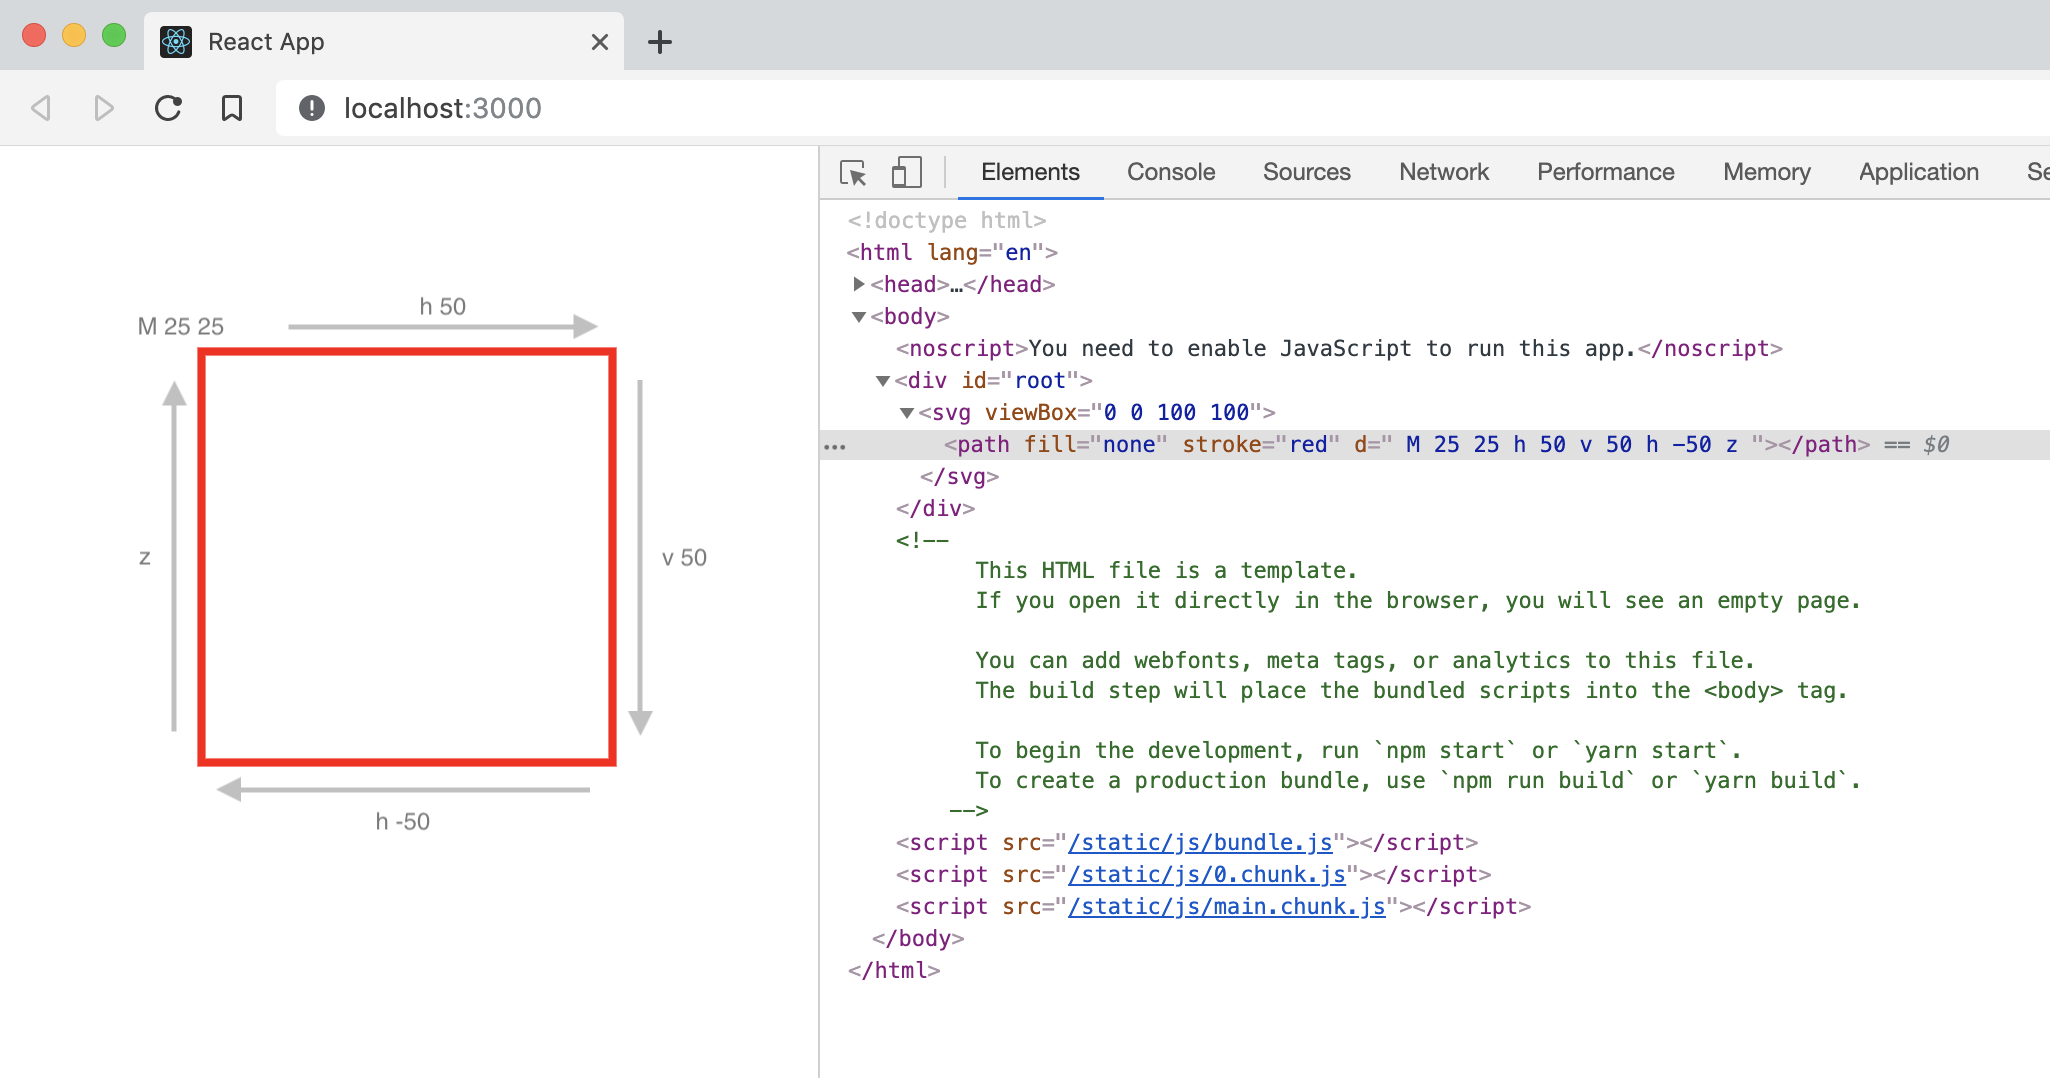 React App
localhost:3000
Elements Console Sources Network Performance Memory Application Se
h 50
M 25 25
z
v 50
h -50
<!doctype html>
<html lang="en">
<head>…</head>
<body>
<noscript>You need to enable JavaScript to run this app.</noscript>
<div id="root">
<svg viewBox="0 0 100 100">
<path fill="none" stroke="red" d=" M 25 25 h 50 v 50 h -50 z "></path> == $0
</svg>
</div>
<!--
This HTML file is a template.
If you open it directly in the browser, you will see an empty page.
You can add webfonts, meta tags, or analytics to this file.
The build step will place the bundled scripts into the <body> tag.
To begin the development, run `npm start` or `yarn start`.
To create a production bundle, use `npm run build` or `yarn build`.
-->
<script src="/static/js/bundle.js"></script>
<script src="/static/js/0.chunk.js"></script>
<script src="/static/js/main.chunk.js"></script>
</body>
</html>